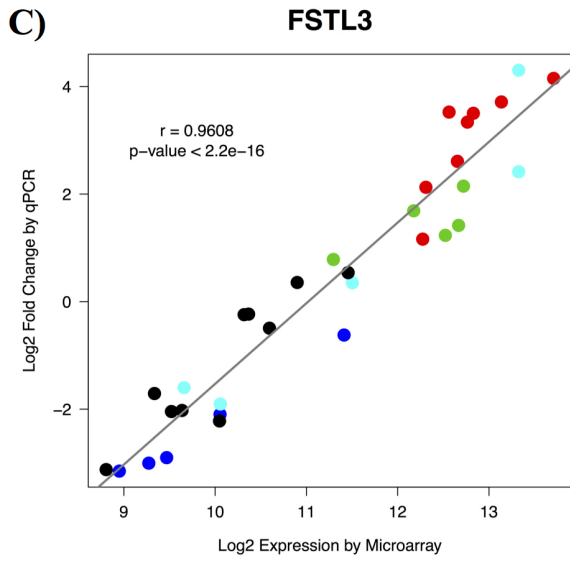 C)
FSTL3
r = 0.9608
p−value < 2.2e−16
Log2 Fold Change by qPCR
4
2
0
−2
9 10 11 12 13
Log2 Expression by Microarray